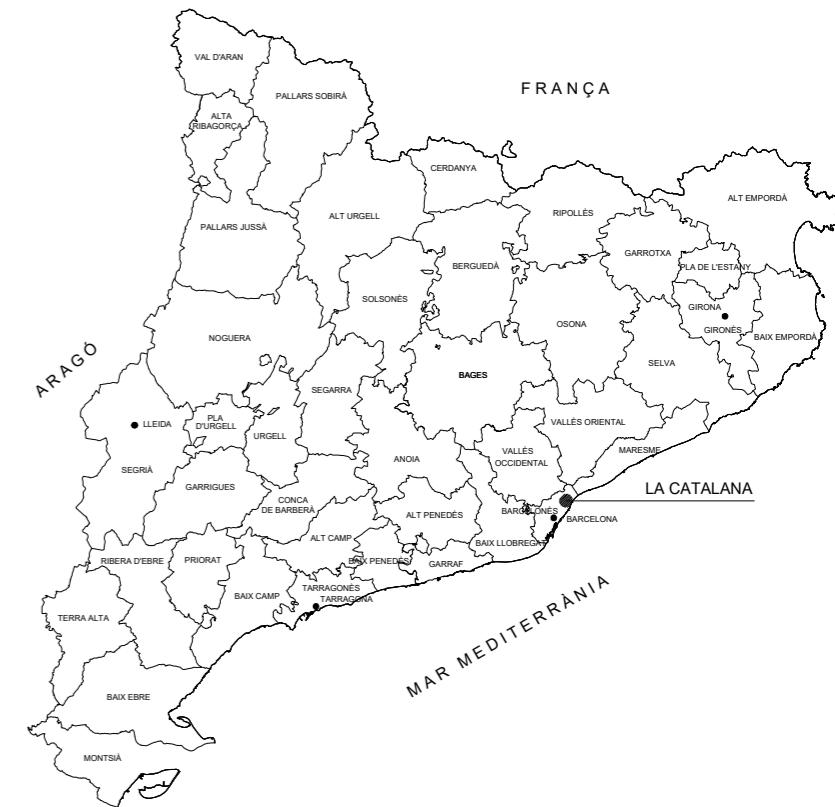 VAL D'ARAN
FRANÇA
PALLARS SOBIRÀ
ALTA
RIBAGORÇA
CERDANYA
ALT EMPORDÀ
RIPOLLÈS
ALT URGELL
PALLARS JUSSÀ
GARROTXA
BERGUEDÀ
PLA DE L'ESTANY
SOLSONÈS
GIRONA
OSONA
GIRONÈS
NOGUERA
BAIX EMPORDÀ
ARAGÓ
SELVA
BAGES
SEGARRA
PLA
D'URGELL
LLEIDA
URGELL
VALLÈS ORIENTAL
VALLÈS
OCCIDENTAL
MARESME
ANOIA
SEGRIÀ
GARRIGUES
LA CATALANA
CONCA
DE BARBERÀ
BARCELONÈS
ALT PENEDÈS
BARCELONA
ALT CAMP
BAIX LLOBREGAT
RIBERA D'EBRE
PRIORAT
BAIX PENEDÈS
GARRAF
TARRAGONÈS
BAIX CAMP
TARRAGONA
TERRA ALTA
MAR MEDITERRÀNIA
BAIX EBRE
MONTSIÀ